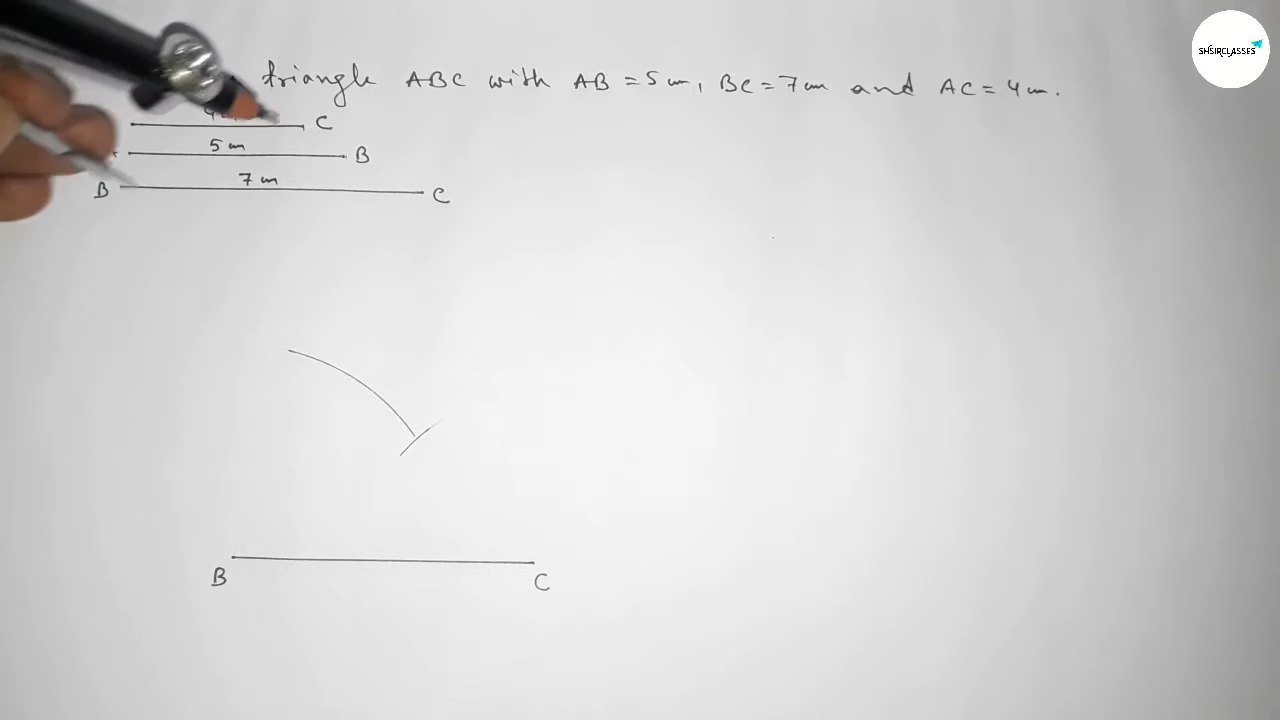 triangle ABC with AB = 5 cm, BC = 7 cm and AC = 4 cm.
SHSIRCLASSES
C
5 cm B
7 cm
B C
B C